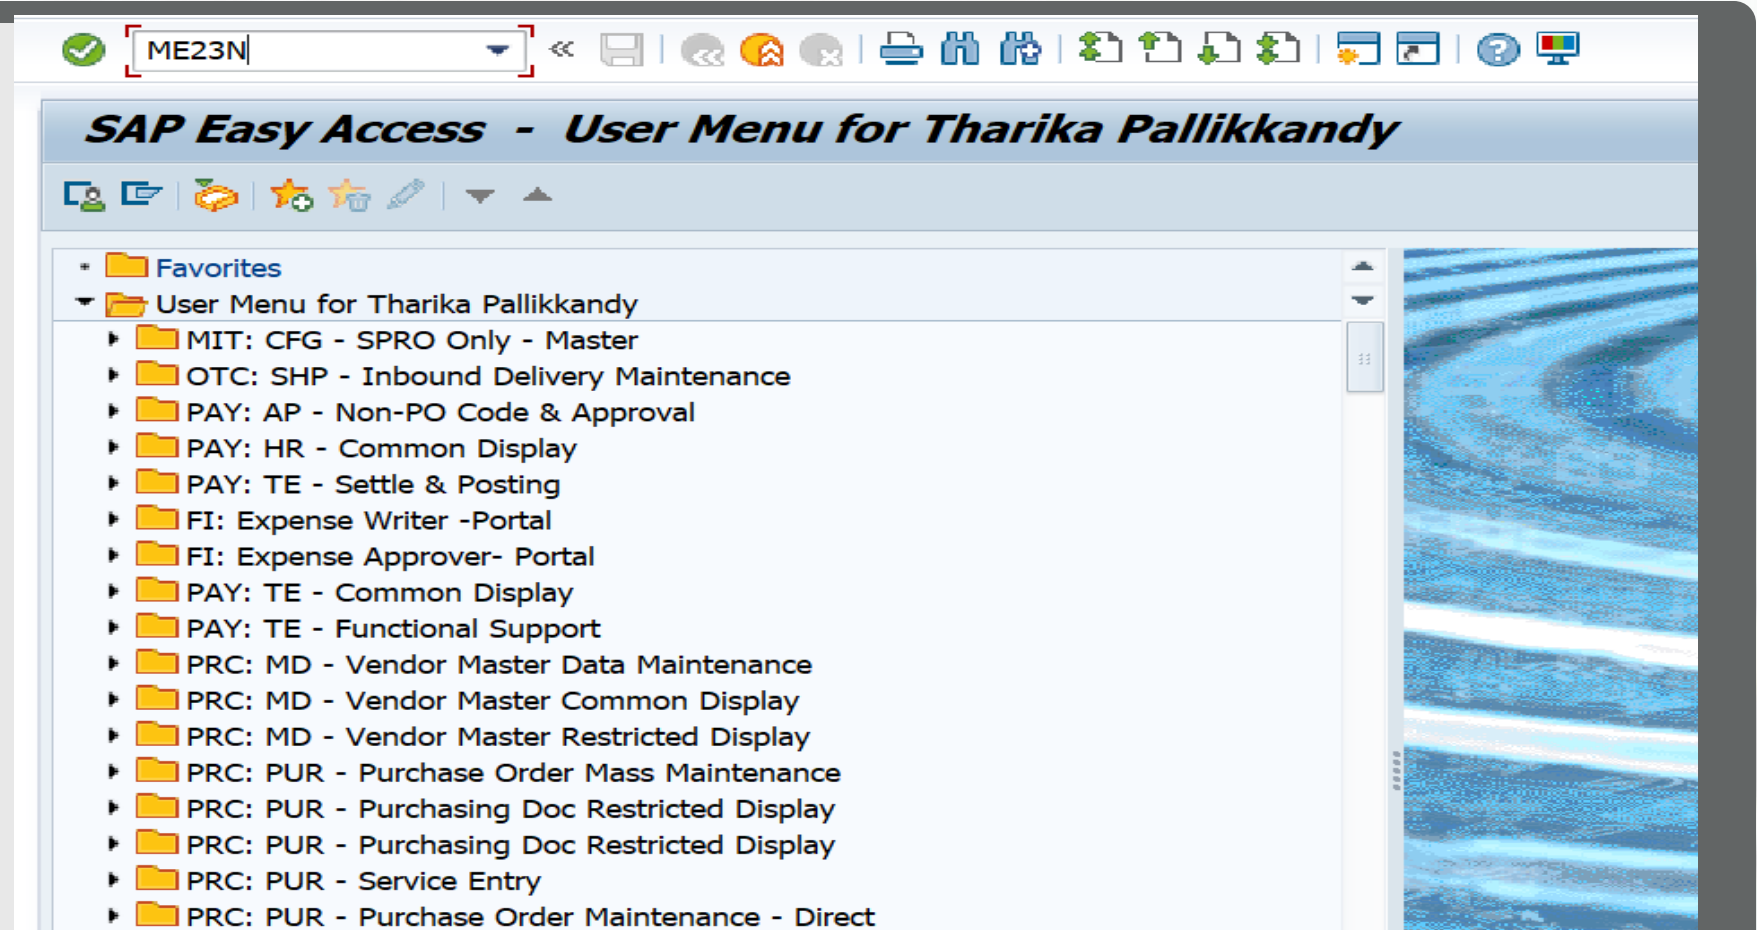 ME23N
SAP Easy Access - User Menu for Tharika Pallikkandy
Favorites
User Menu for Tharika Pallikkandy
MIT: CFG - SPRO Only - Master
OTC: SHP - Inbound Delivery Maintenance
PAY: AP - Non-PO Code & Approval
PAY: HR - Common Display
PAY: TE - Settle & Posting
FI: Expense Writer -Portal
FI: Expense Approver- Portal
PAY: TE - Common Display
PAY: TE - Functional Support
PRC: MD - Vendor Master Data Maintenance
PRC: MD - Vendor Master Common Display
PRC: MD - Vendor Master Restricted Display
PRC: PUR - Purchase Order Mass Maintenance
PRC: PUR - Purchasing Doc Restricted Display
PRC: PUR - Purchasing Doc Restricted Display
PRC: PUR - Service Entry
PRC: PUR - Purchase Order Maintenance - Direct